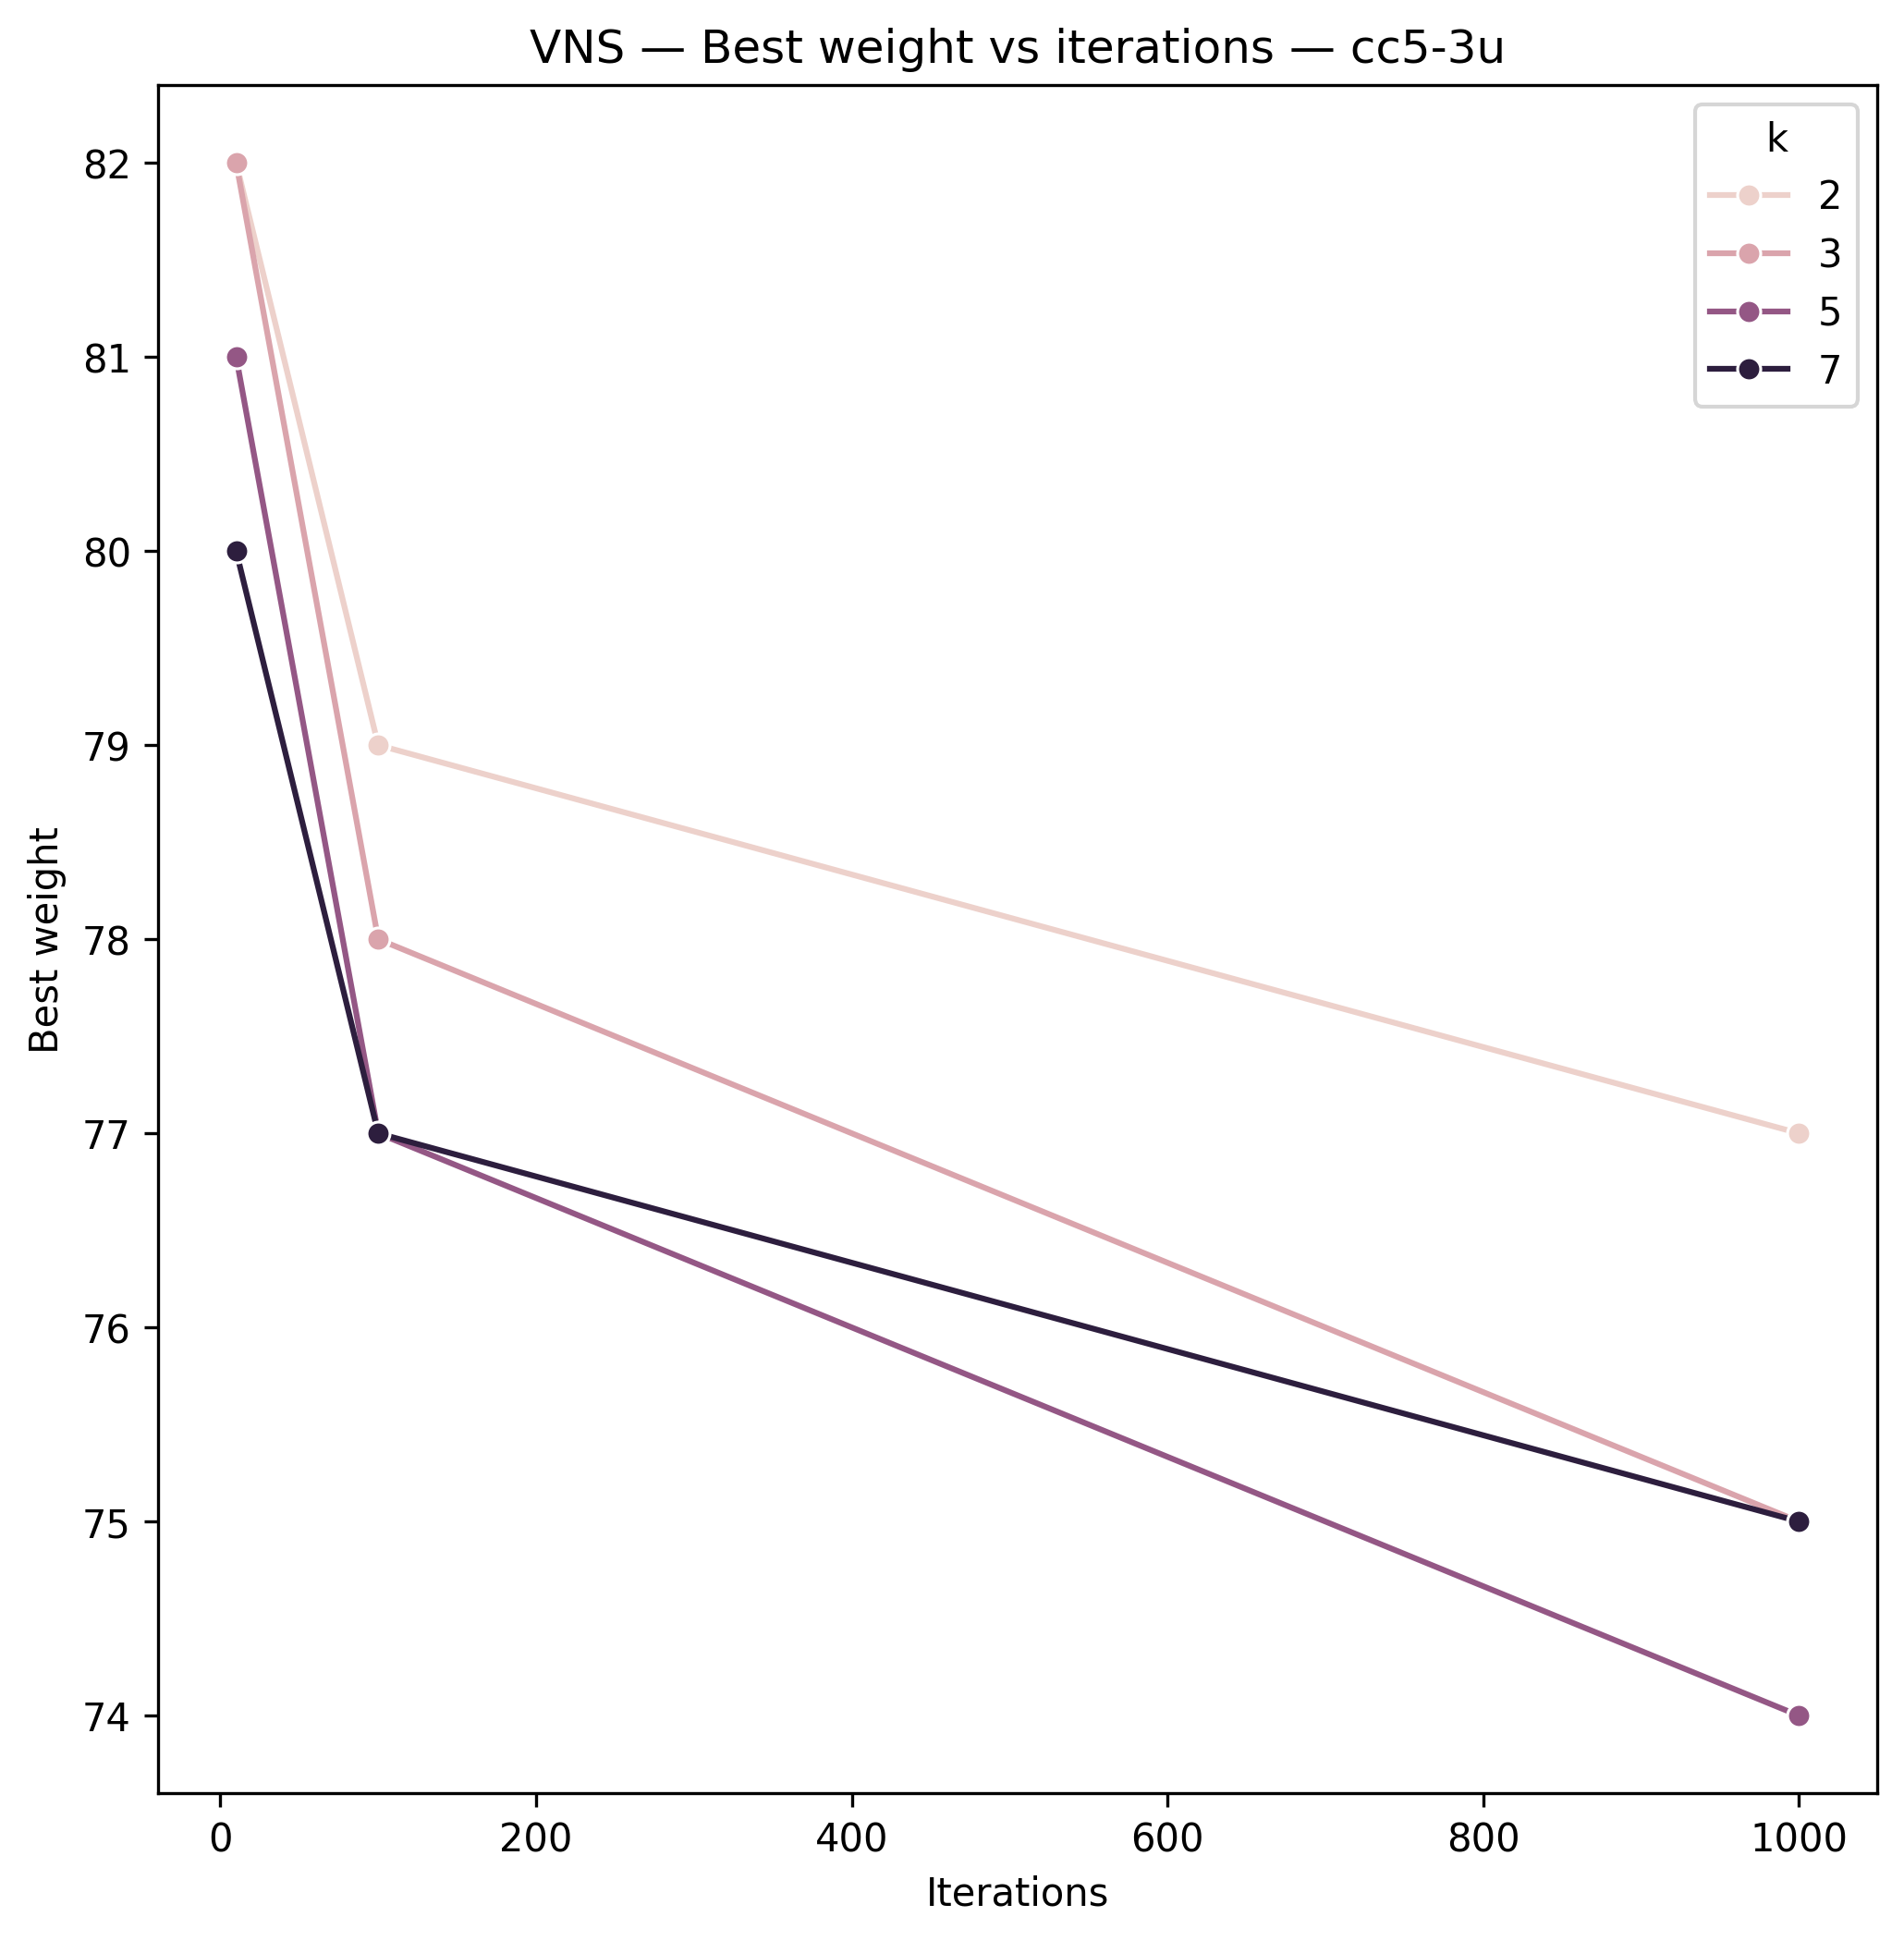 VNS — Best weight vs iterations — cc5-3u
k
2
3
5
7
82
81
80
79
78
77
76
75
74
Best weight
0 200 400 600 800 1000
Iterations